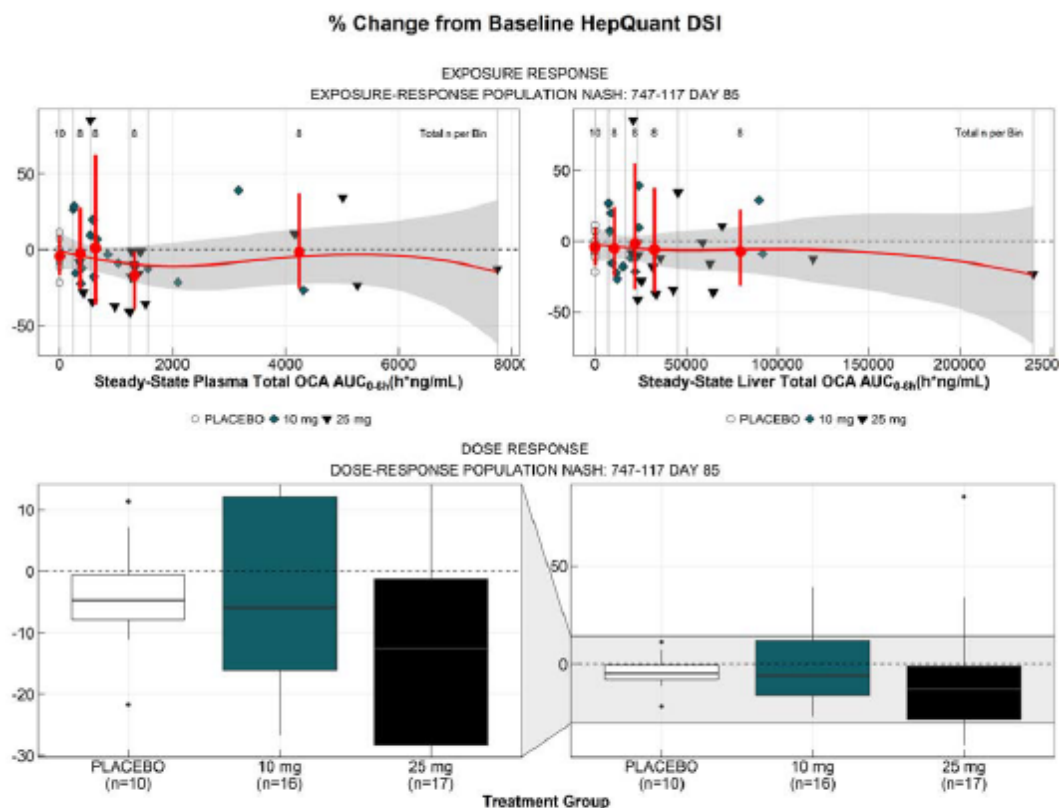 % Change from Baseline HepQuant DSI
EXPOSURE RESPONSE
EXPOSURE-RESPONSE POPULATION NASH: 747-117 DAY 85
10 8 8 8 8 Total n per Bin
50
0
-50
0 2000 4000 6000 8000
Steady-State Plasma Total OCA AUC0-6h(h*ng/mL)
10 8 8 8 8 Total n per Bin
50
0
-50
0 50000 100000 150000 200000 2500
Steady-State Liver Total OCA AUC0-6h(h*ng/mL)
PLACEBO 10 mg 25 mg
PLACEBO 10 mg 25 mg
DOSE RESPONSE
DOSE-RESPONSE POPULATION NASH: 747-117 DAY 85
10
0
-10
-20
-30
PLACEBO 10 mg 25 mg
(n=10) (n=16) (n=17)
50
0
PLACEBO 10 mg 25 mg
(n=10) (n=16) (n=17)
Treatment Group